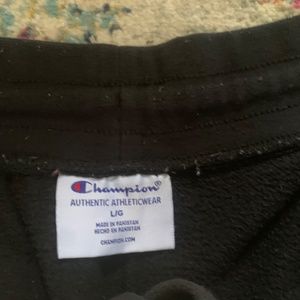 Champion®
AUTHENTIC ATHLETICWEAR
L/G
MADE IN PAKISTAN
HECHO EN PAKISTAN
CHAMPION.COM